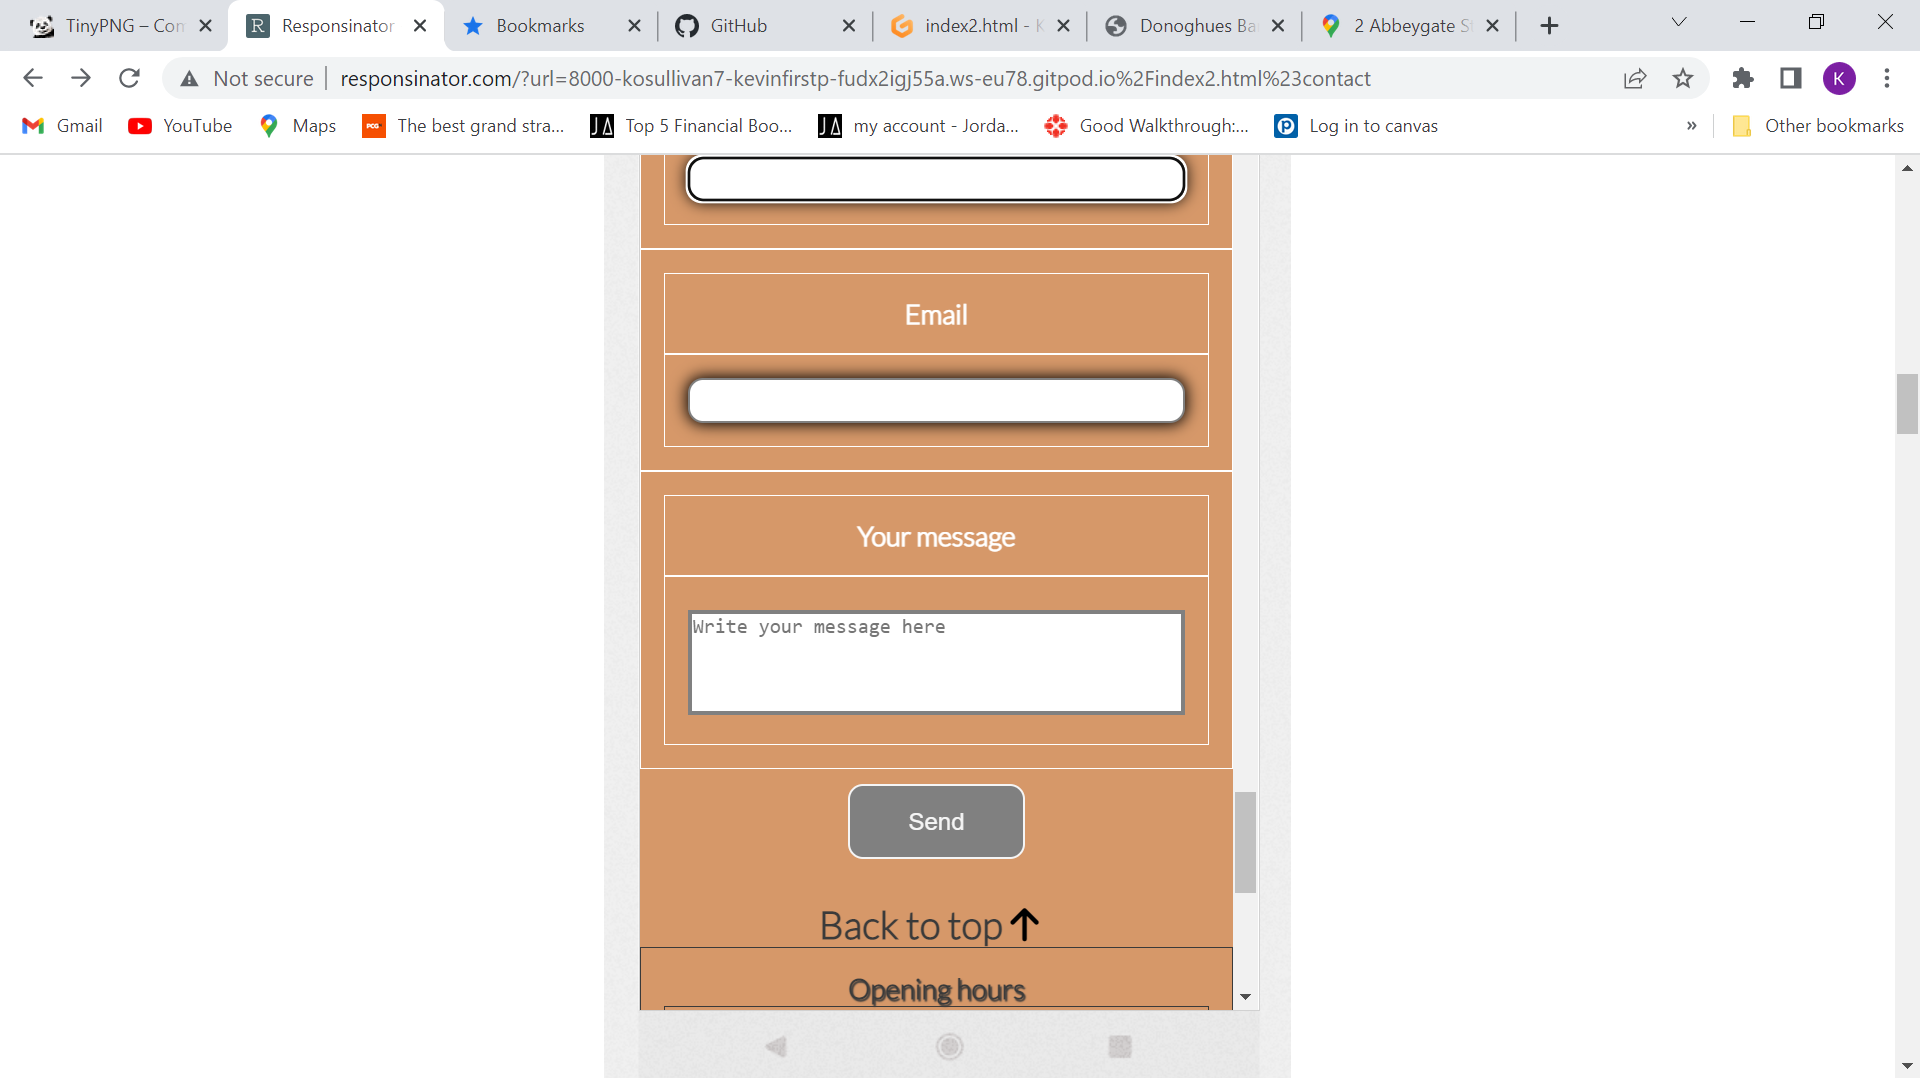 TinyPNG – Com
Responsinator
Bookmarks
GitHub
index2.html - K
Donoghues Ba
2 Abbeygate S
Not secure
responsinator.com/?url=8000-kosullivan7-kevinfirstp-fudx2igj55a.ws-eu78.gitpod.io%2Findex2.html%23contact
K
Gmail
YouTube
Maps
The best grand stra...
Top 5 Financial Boo...
my account - Jorda...
Good Walkthrough:...
Log in to canvas
»
Other bookmarks
Email
Your message
Write your message here
Send
Back to top
Opening hours